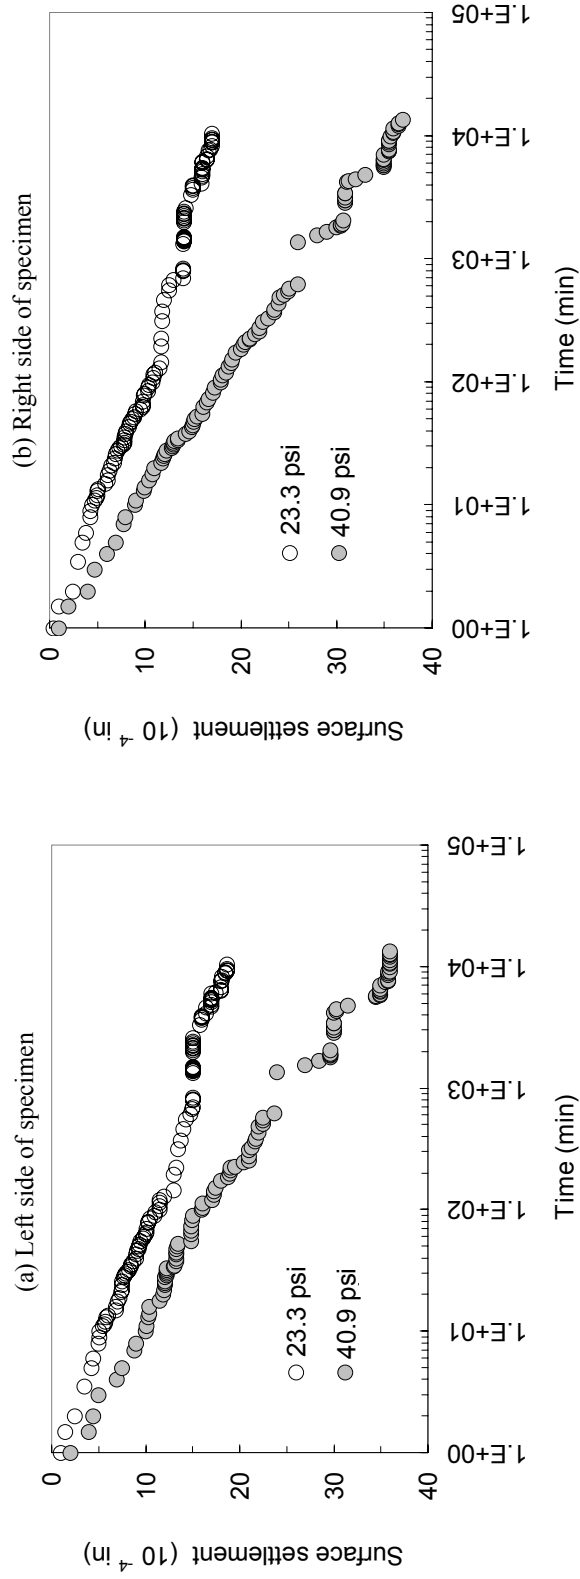 (a) Left side of specimen
0
10
20
30
40
Surface settlement (10⁻⁴ in)
23.3 psi
40.9 psi
1.E+00 1.E+01 1.E+02 1.E+03 1.E+04 1.E+05
Time (min)
(b) Right side of specimen
0
10
20
30
40
Surface settlement (10⁻⁴ in)
23.3 psi
40.9 psi
1.E+00 1.E+01 1.E+02 1.E+03 1.E+04 1.E+05
Time (min)